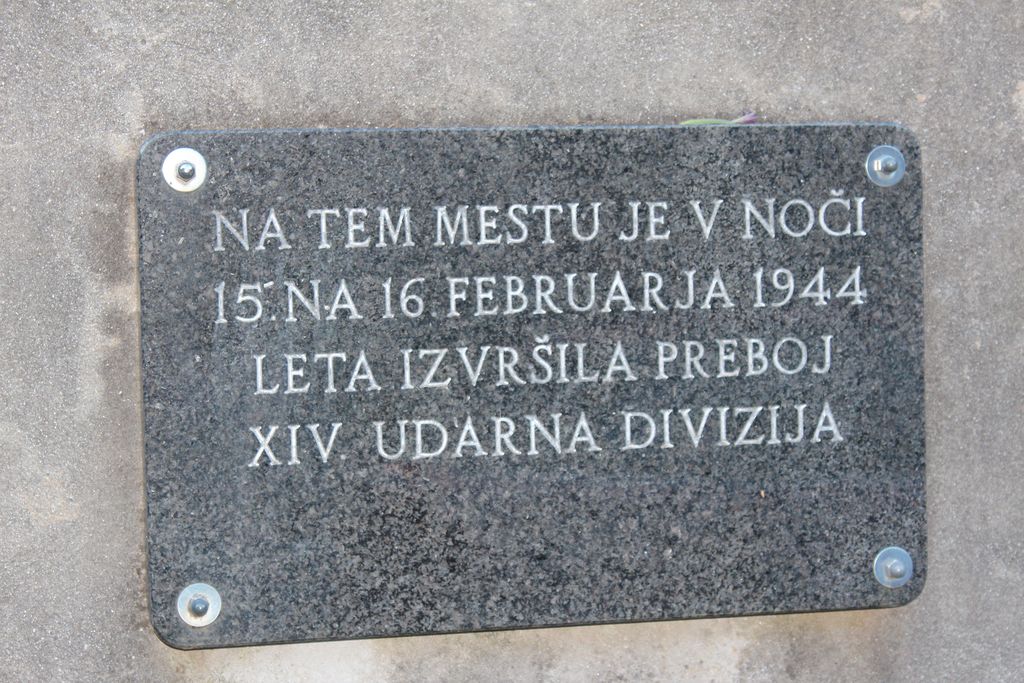 NA TEM MESTU JE V NOČI
15. NA 16. FEBRUARJA 1944
LETA IZVRŠILA PREBOJ
XIV. UDARNA DIVIZIJA